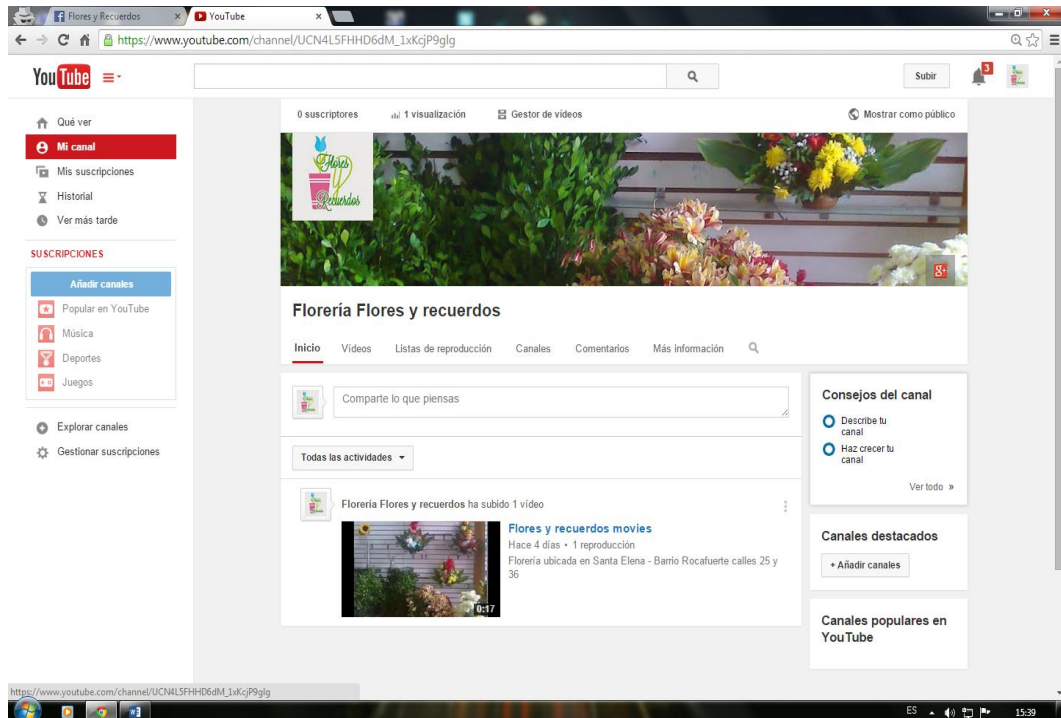 Flores y Recuerdos
YouTube
https://www.youtube.com/channel/UCN4L5FHHD6dM_1xKcjP9glg
YouTube
Subir
3
Qué ver
Mi canal
Mis suscripciones
Historial
Ver más tarde
SUSCRIPCIONES
Añadir canales
Popular en YouTube
Música
Deportes
Juegos
Explorar canales
Gestionar suscripciones
0 suscriptores
1 visualización
Gestor de vídeos
Mostrar como público
Flores
y
Recuerdos
g+
Florería Flores y recuerdos
Inicio
Vídeos
Listas de reproducción
Canales
Comentarios
Más información
Comparte lo que piensas
Todas las actividades
Florería Flores y recuerdos ha subido 1 vídeo
0:17
Flores y recuerdos movies
Hace 4 días • 1 reproducción
Florería ubicada en Santa Elena - Barrio Rocafuerte calles 25 y
36
Consejos del canal
Describe tu
canal
Haz crecer tu
canal
Ver todo »
Canales destacados
+ Añadir canales
Canales populares en
YouTube
https://www.youtube.com/channel/UCN4L5FHHD6dM_1xKcjP9glg
ES
15:39